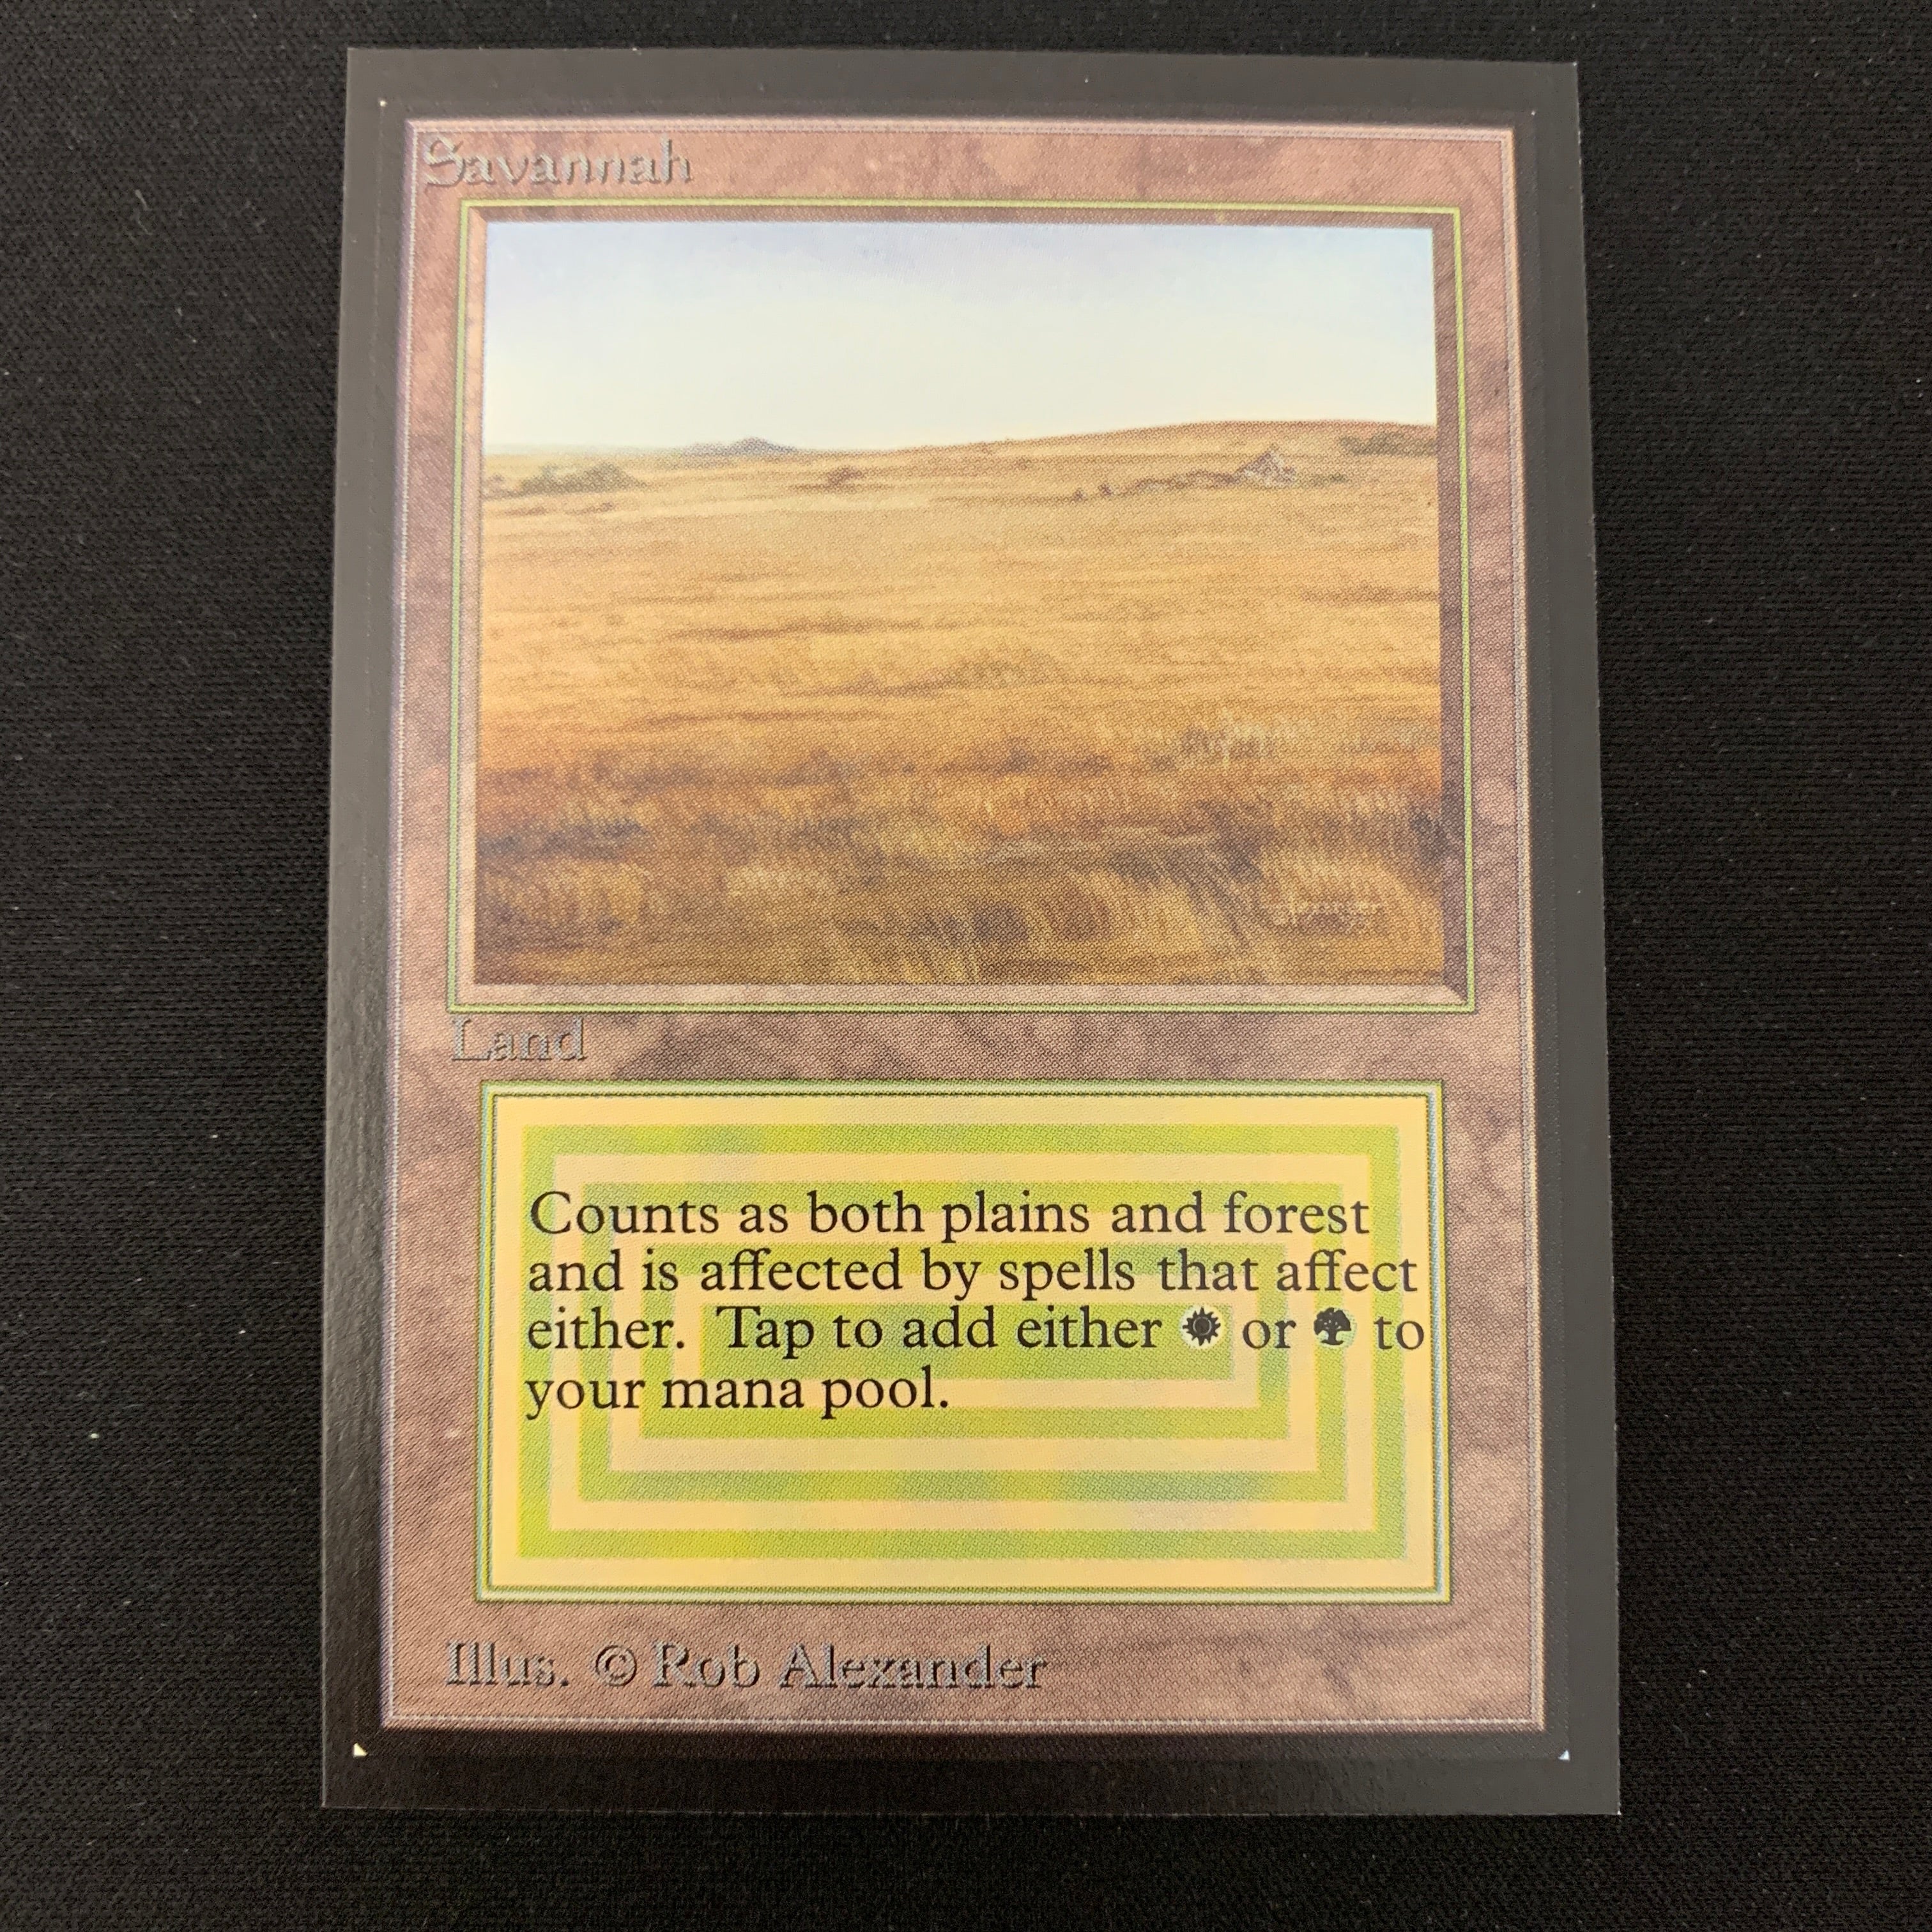 Savannah
Land
Counts as both plains and forest
and is affected by spells that affect
either. Tap to add either or to
your mana pool.
Illus. © Rob Alexander